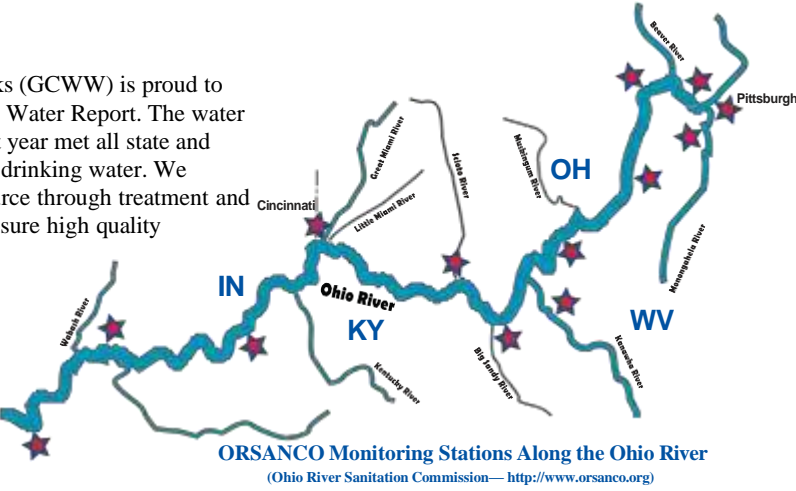 ks (GCWW) is proud to
Water Report. The water
t year met all state and
drinking water. We
urce through treatment and
sure high quality
Beaver River
Pittsburgh
Great Miami River
Scioto River
Muskingum River
OH
Cincinnati
Little Miami River
Monongahela River
IN
Ohio River
KY
WV
Wabash River
Kentucky River
Big Sandy River
Kanawha River
ORSANCO Monitoring Stations Along the Ohio River
(Ohio River Sanitation Commission— http://www.orsanco.org)